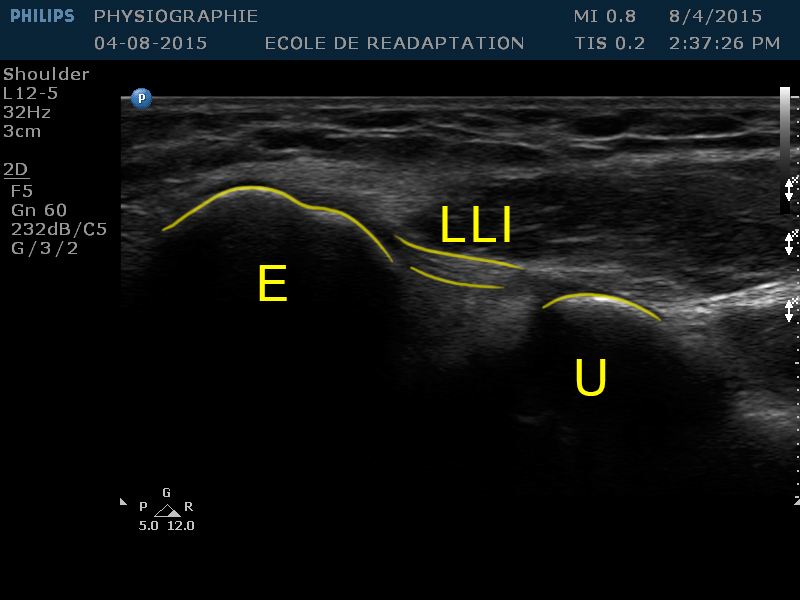 PHILIPS PHYSIOGRAPHIE MI 0.8 8/4/2015
04-08-2015 ECOLE DE READAPTATION TIS 0.2 2:37:26 PM
Shoulder
L12-5
32Hz
3cm
2D
F5
Gn 60
232dB/C5
G/3/2
P
LLI
E
U
G
P R
5.0 12.0